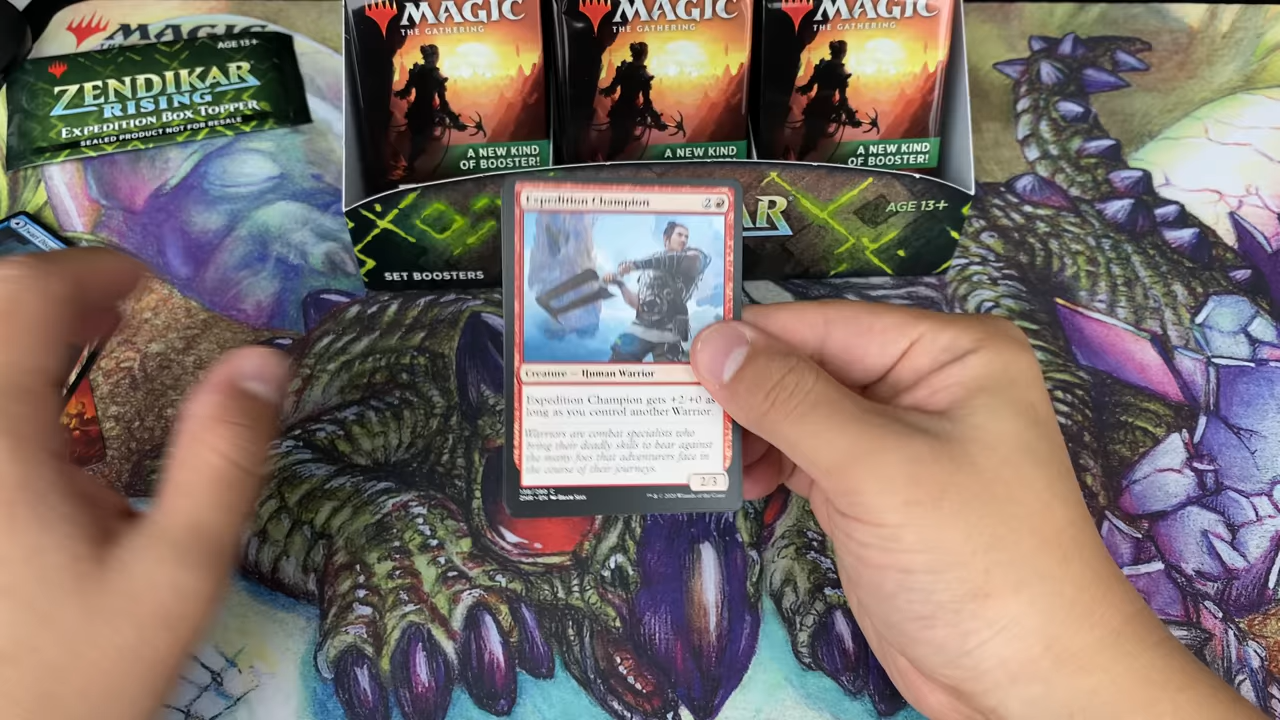 MAGIC
THE
AGE 13+
ZENDIKAR
RISING
EXPEDITION BOX TOPPER
SEALED PRODUCT NOT FOR RESALE
MAGIC
THE GATHERING
A NEW KIND
OF BOOSTER!
MAGIC
THE GATHERING
A NEW KIND
MAGIC
THE GATHERING
A NEW KIND
OF BOOSTER!
AR
AGE 13+
SET BOOSTERS
Expedition Champion
2
Creature — Human Warrior
Expedition Champion gets +2/+0 as
long as you control another Warrior.
Warriors are combat specialists who
bring their deadly skills to bear against
the many foes that adventurers face in
the course of their journeys.
2/3